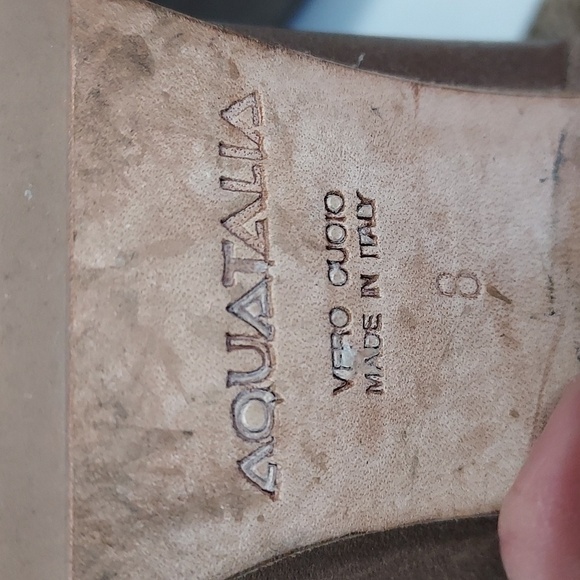 AQUATALIA
VERO CUOIO
MADE IN ITALY
8